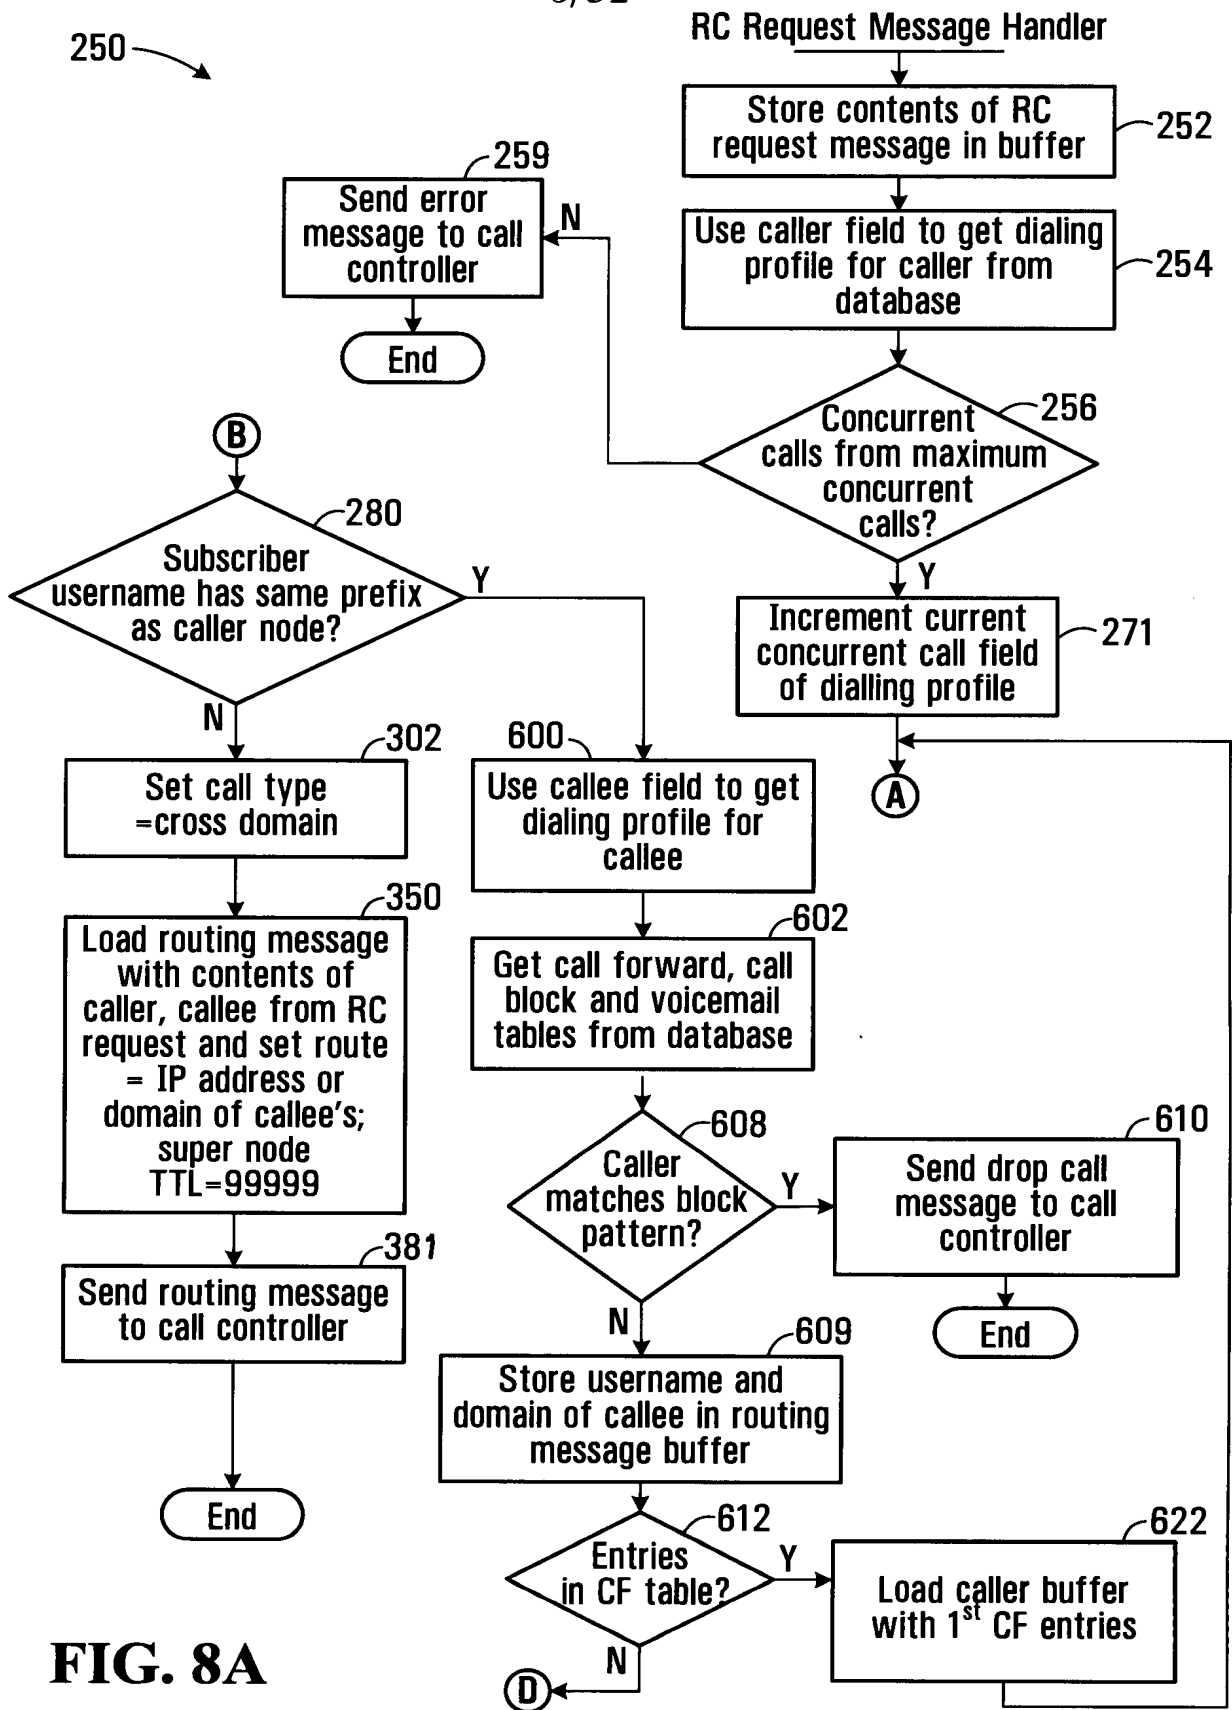 RC Request Message Handler
250
Store contents of RC
request message in buffer
252
Use caller field to get dialing
profile for caller from
database
254
259
Send error
message to call
controller
N
End
256
Concurrent
calls from maximum
concurrent
calls?
Y
Increment current
concurrent call field
of dialling profile
271
A
B
280
Subscriber
username has same prefix
as caller node?
Y
N
302
Set call type
=cross domain
350
Load routing message
with contents of
caller, callee from RC
request and set route
= IP address or
domain of callee's;
super node
TTL=99999
381
Send routing message
to call controller
End
600
Use callee field to get
dialing profile for
callee
602
Get call forward, call
block and voicemail
tables from database
608
Caller
matches block
pattern?
Y
610
Send drop call
message to call
controller
End
N
609
Store username and
domain of callee in routing
message buffer
612
Entries
in CF table?
Y
622
Load caller buffer
with 1st CF entries
N
D
FIG. 8A